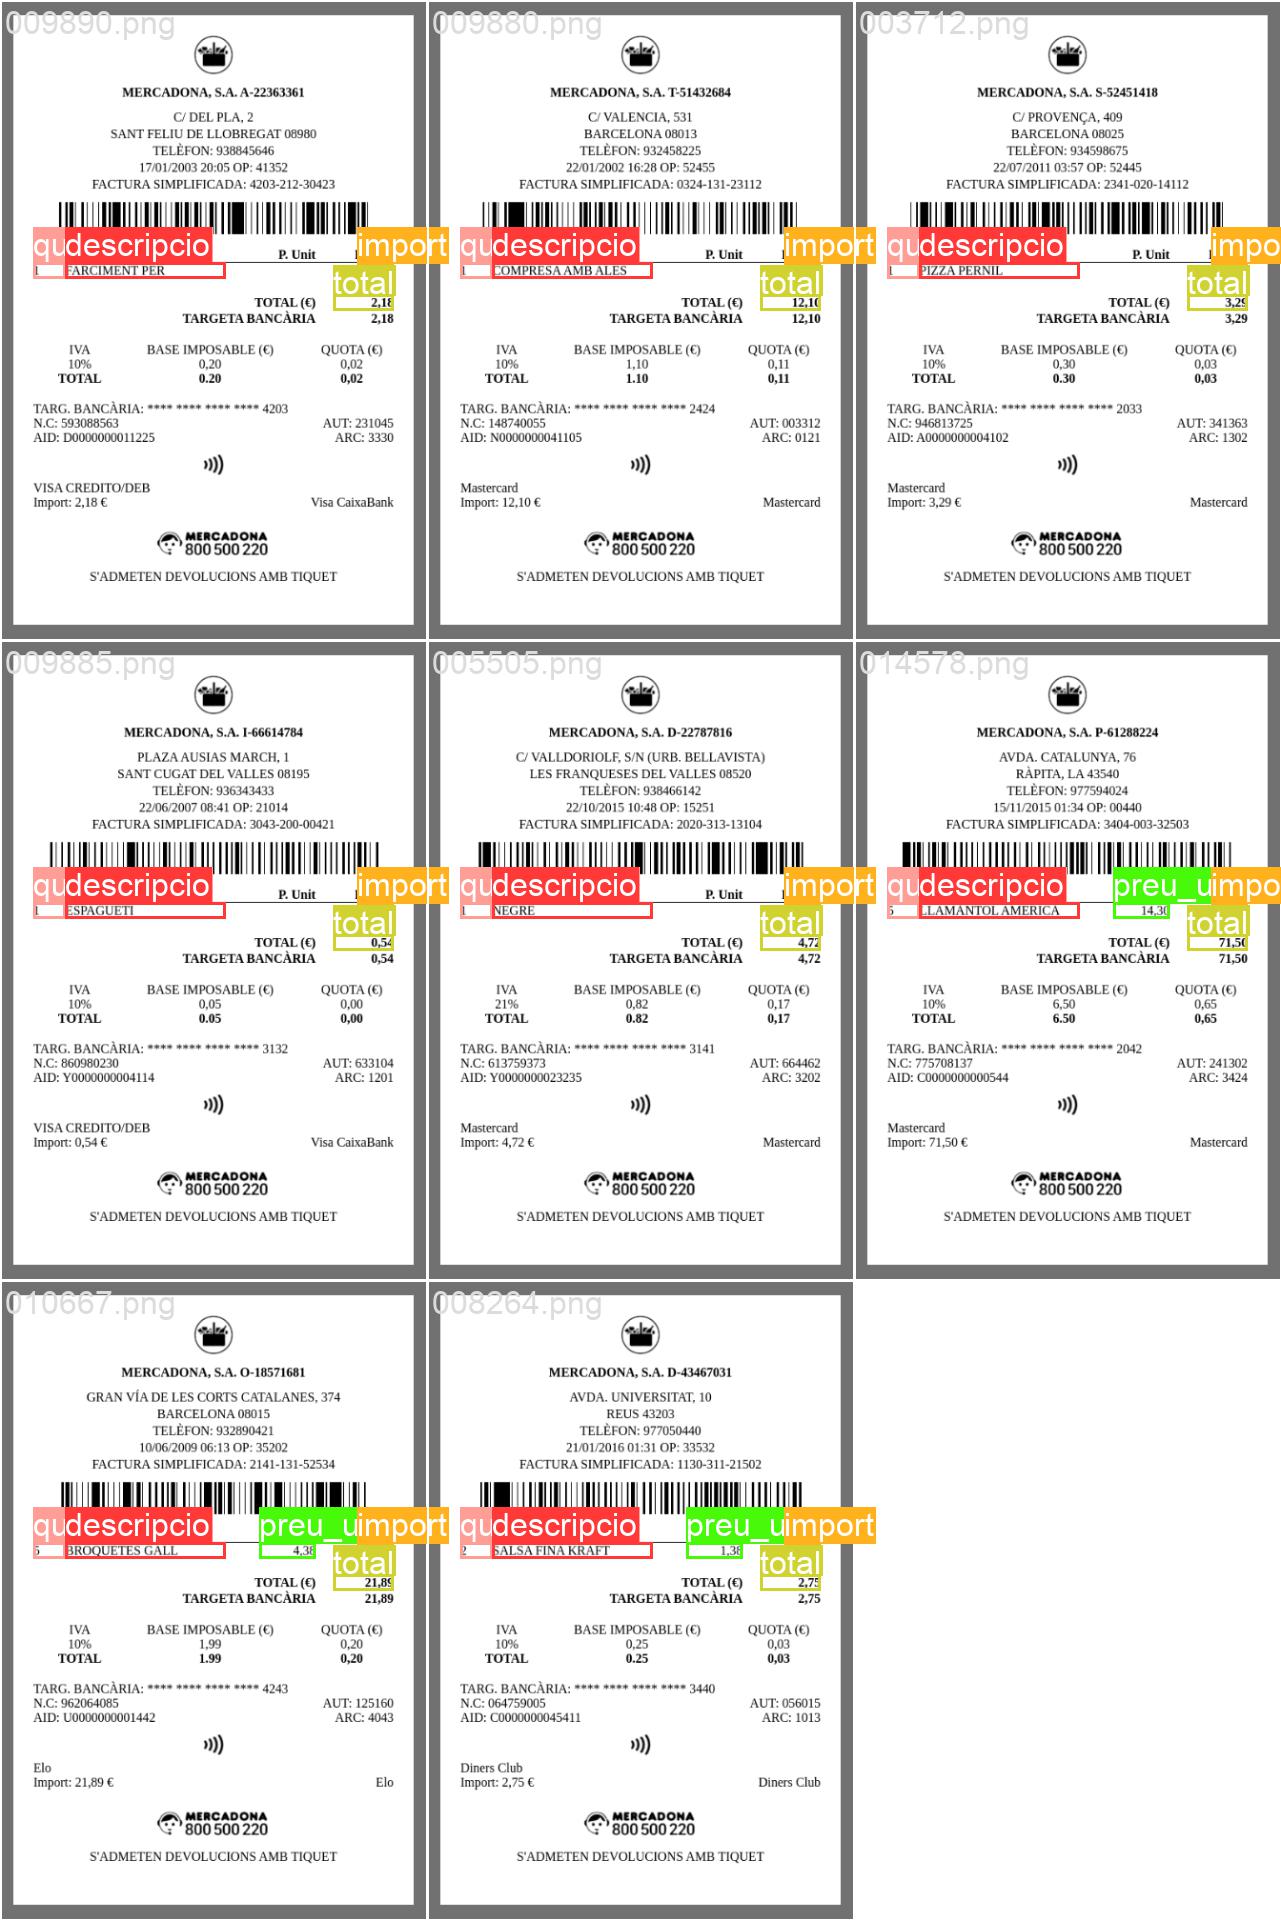 009890.png
MERCADONA, S.A. A-22363361
C/ DEL PLA, 2
SANT FELIU DE LLOBREGAT 08980
TELÈFON: 938845646
17/01/2003 20:05 OP: 41352
FACTURA SIMPLIFICADA: 4203-212-30423
qu descripcio import
P. Unit
1 FARCIMENT PER
total
TOTAL (€) 2,18
TARGETA BANCÀRIA 2,18
IVA BASE IMPOSABLE (€) QUOTA (€)
10% 0,20 0,02
TOTAL 0.20 0,02
TARG. BANCÀRIA: **** **** **** **** 4203
N.C: 593088563 AUT: 231045
AID: D0000000011225 ARC: 3330
VISA CREDITO/DEB
Import: 2,18 € Visa CaixaBank
MERCADONA
800 500 220
S'ADMETEN DEVOLUCIONS AMB TIQUET
009880.png
MERCADONA, S.A. T-51432684
C/ VALENCIA, 531
BARCELONA 08013
TELÈFON: 932458225
22/01/2002 16:28 OP: 52455
FACTURA SIMPLIFICADA: 0324-131-23112
qu descripcio import
P. Unit
1 COMPRESA AMB ALES
total
TOTAL (€) 12,10
TARGETA BANCÀRIA 12,10
IVA BASE IMPOSABLE (€) QUOTA (€)
10% 1,10 0,11
TOTAL 1.10 0,11
TARG. BANCÀRIA: **** **** **** **** 2424
N.C: 148740055 AUT: 003312
AID: N0000000041105 ARC: 0121
Mastercard
Import: 12,10 € Mastercard
MERCADONA
800 500 220
S'ADMETEN DEVOLUCIONS AMB TIQUET
003712.png
MERCADONA, S.A. S-52451418
C/ PROVENÇA, 409
BARCELONA 08025
TELÈFON: 934598675
22/07/2011 03:57 OP: 52445
FACTURA SIMPLIFICADA: 2341-020-14112
qu descripcio impo
P. Unit
1 PIZZA PERNIL
total
TOTAL (€) 3,29
TARGETA BANCÀRIA 3,29
IVA BASE IMPOSABLE (€) QUOTA (€)
10% 0,30 0,03
TOTAL 0.30 0,03
TARG. BANCÀRIA: **** **** **** **** 2033
N.C: 946813725 AUT: 341363
AID: A0000000004102 ARC: 1302
Mastercard
Import: 3,29 € Mastercard
MERCADONA
800 500 220
S'ADMETEN DEVOLUCIONS AMB TIQUET
009885.png
MERCADONA, S.A. I-66614784
PLAZA AUSIAS MARCH, 1
SANT CUGAT DEL VALLES 08195
TELÈFON: 936343433
22/06/2007 08:41 OP: 21014
FACTURA SIMPLIFICADA: 3043-200-00421
qu descripcio import
P. Unit
1 ESPAGUETI
total
TOTAL (€) 0,54
TARGETA BANCÀRIA 0,54
IVA BASE IMPOSABLE (€) QUOTA (€)
10% 0,05 0,00
TOTAL 0.05 0,00
TARG. BANCÀRIA: **** **** **** **** 3132
N.C: 860980230 AUT: 633104
AID: Y0000000004114 ARC: 1201
VISA CREDITO/DEB
Import: 0,54 € Visa CaixaBank
MERCADONA
800 500 220
S'ADMETEN DEVOLUCIONS AMB TIQUET
005505.png
MERCADONA, S.A. D-22787816
C/ VALLDORIOLF, S/N (URB. BELLAVISTA)
LES FRANQUESES DEL VALLES 08520
TELÈFON: 938466142
22/10/2015 10:48 OP: 15251
FACTURA SIMPLIFICADA: 2020-313-13104
qu descripcio import
P. Unit
1 NEGRE
total
TOTAL (€) 4,72
TARGETA BANCÀRIA 4,72
IVA BASE IMPOSABLE (€) QUOTA (€)
21% 0,82 0,17
TOTAL 0.82 0,17
TARG. BANCÀRIA: **** **** **** **** 3141
N.C: 613759373 AUT: 664462
AID: Y0000000023235 ARC: 3202
Mastercard
Import: 4,72 € Mastercard
MERCADONA
800 500 220
S'ADMETEN DEVOLUCIONS AMB TIQUET
014578.png
MERCADONA, S.A. P-61288224
AVDA. CATALUNYA, 76
RÀPITA, LA 43540
TELÈFON: 977594024
15/11/2015 01:34 OP: 00440
FACTURA SIMPLIFICADA: 3404-003-32503
qu descripcio preu_u impo
5 LLAMANTOL AMERICA 14,30
total
TOTAL (€) 71,50
TARGETA BANCÀRIA 71,50
IVA BASE IMPOSABLE (€) QUOTA (€)
10% 6,50 0,65
TOTAL 6.50 0,65
TARG. BANCÀRIA: **** **** **** **** 2042
N.C: 775708137 AUT: 241302
AID: C0000000000544 ARC: 3424
Mastercard
Import: 71,50 € Mastercard
MERCADONA
800 500 220
S'ADMETEN DEVOLUCIONS AMB TIQUET
010667.png
MERCADONA, S.A. O-18571681
GRAN VÍA DE LES CORTS CATALANES, 374
BARCELONA 08015
TELÈFON: 932890421
10/06/2009 06:13 OP: 35202
FACTURA SIMPLIFICADA: 2141-131-52534
qu descripcio preu_u import
5 BROQUETES GALL 4,38
total
TOTAL (€) 21,89
TARGETA BANCÀRIA 21,89
IVA BASE IMPOSABLE (€) QUOTA (€)
10% 1,99 0,20
TOTAL 1.99 0,20
TARG. BANCÀRIA: **** **** **** **** 4243
N.C: 962064085 AUT: 125160
AID: U0000000001442 ARC: 4043
Elo
Import: 21,89 € Elo
MERCADONA
800 500 220
S'ADMETEN DEVOLUCIONS AMB TIQUET
008264.png
MERCADONA, S.A. D-43467031
AVDA. UNIVERSITAT, 10
REUS 43203
TELÈFON: 977050440
21/01/2016 01:31 OP: 33532
FACTURA SIMPLIFICADA: 1130-311-21502
qu descripcio preu_u import
2 SALSA FINA KRAFT 1,38
total
TOTAL (€) 2,75
TARGETA BANCÀRIA 2,75
IVA BASE IMPOSABLE (€) QUOTA (€)
10% 0,25 0,03
TOTAL 0.25 0,03
TARG. BANCÀRIA: **** **** **** **** 3440
N.C: 064759005 AUT: 056015
AID: C0000000045411 ARC: 1013
Diners Club
Import: 2,75 € Diners Club
MERCADONA
800 500 220
S'ADMETEN DEVOLUCIONS AMB TIQUET